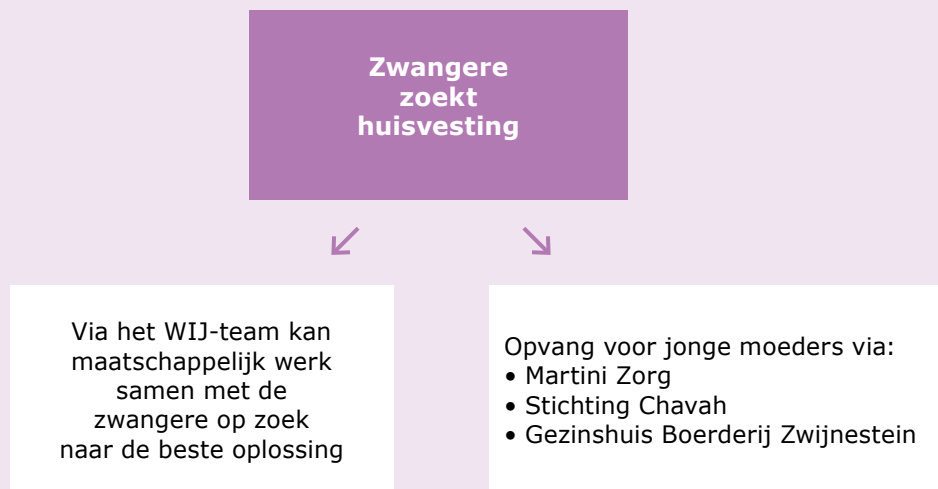 Zwangere
zoekt
huisvesting
Via het WIJ-team kan
maatschappelijk werk
samen met de
zwangere op zoek
naar de beste oplossing
Opvang voor jonge moeders via:
• Martini Zorg
• Stichting Chavah
• Gezinshuis Boerderij Zwijnestein